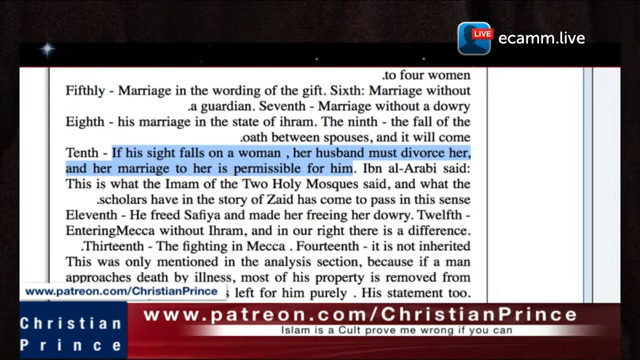 LIVE
ecamm.live
.to four women
Fifthly - Marriage in the wording of the gift. Sixth: Marriage without
.a guardian. Seventh - Marriage without a dowry
Eighth - his marriage in the state of ihram. The ninth - the fall of the
.oath between spouses, and it will come
Tenth - If his sight falls on a woman , her husband must divorce her,
and her marriage to her is permissible for him. Ibn al-Arabi said:
This is what the Imam of the Two Holy Mosques said, and what the
.scholars have in the story of Zaid has come to pass in this sense
Eleventh - He freed Safiya and made her freeing her dowry. Twelfth -
EnteringMecca without Ihram, and in our right there is a difference.
.Thirteenth - The fighting in Mecca . Fourteenth - it is not inherited
This was only mentioned in the analysis section, because if a man
approaches death by illness, most of his property is removed from
www.patreon.com/ChristianPrince
s left for him purely . His statement too.
Christian
Prince
www.patreon.com/ChristianPrince
Islam is a Cult prove me wrong if you can